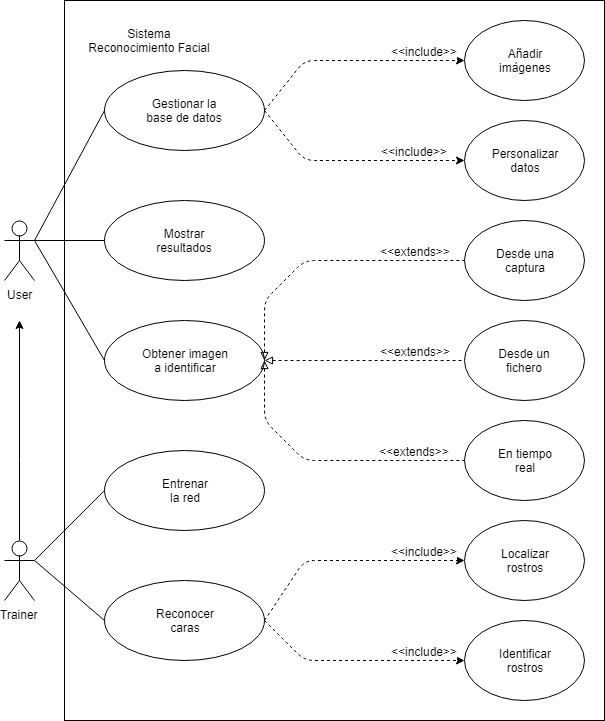 Sistema
Reconocimiento Facial
<<include>>
Añadir
imágenes
Gestionar la
base de datos
<<include>>
Personalizar
datos
Mostrar
resultados
<<extends>>
Desde una
captura
User
Obtener imagen
a identificar
<<extends>>
Desde un
fichero
<<extends>>
En tiempo
real
Entrenar
la red
<<include>>
Localizar
rostros
Trainer
Reconocer
caras
<<include>>
Identificar
rostros